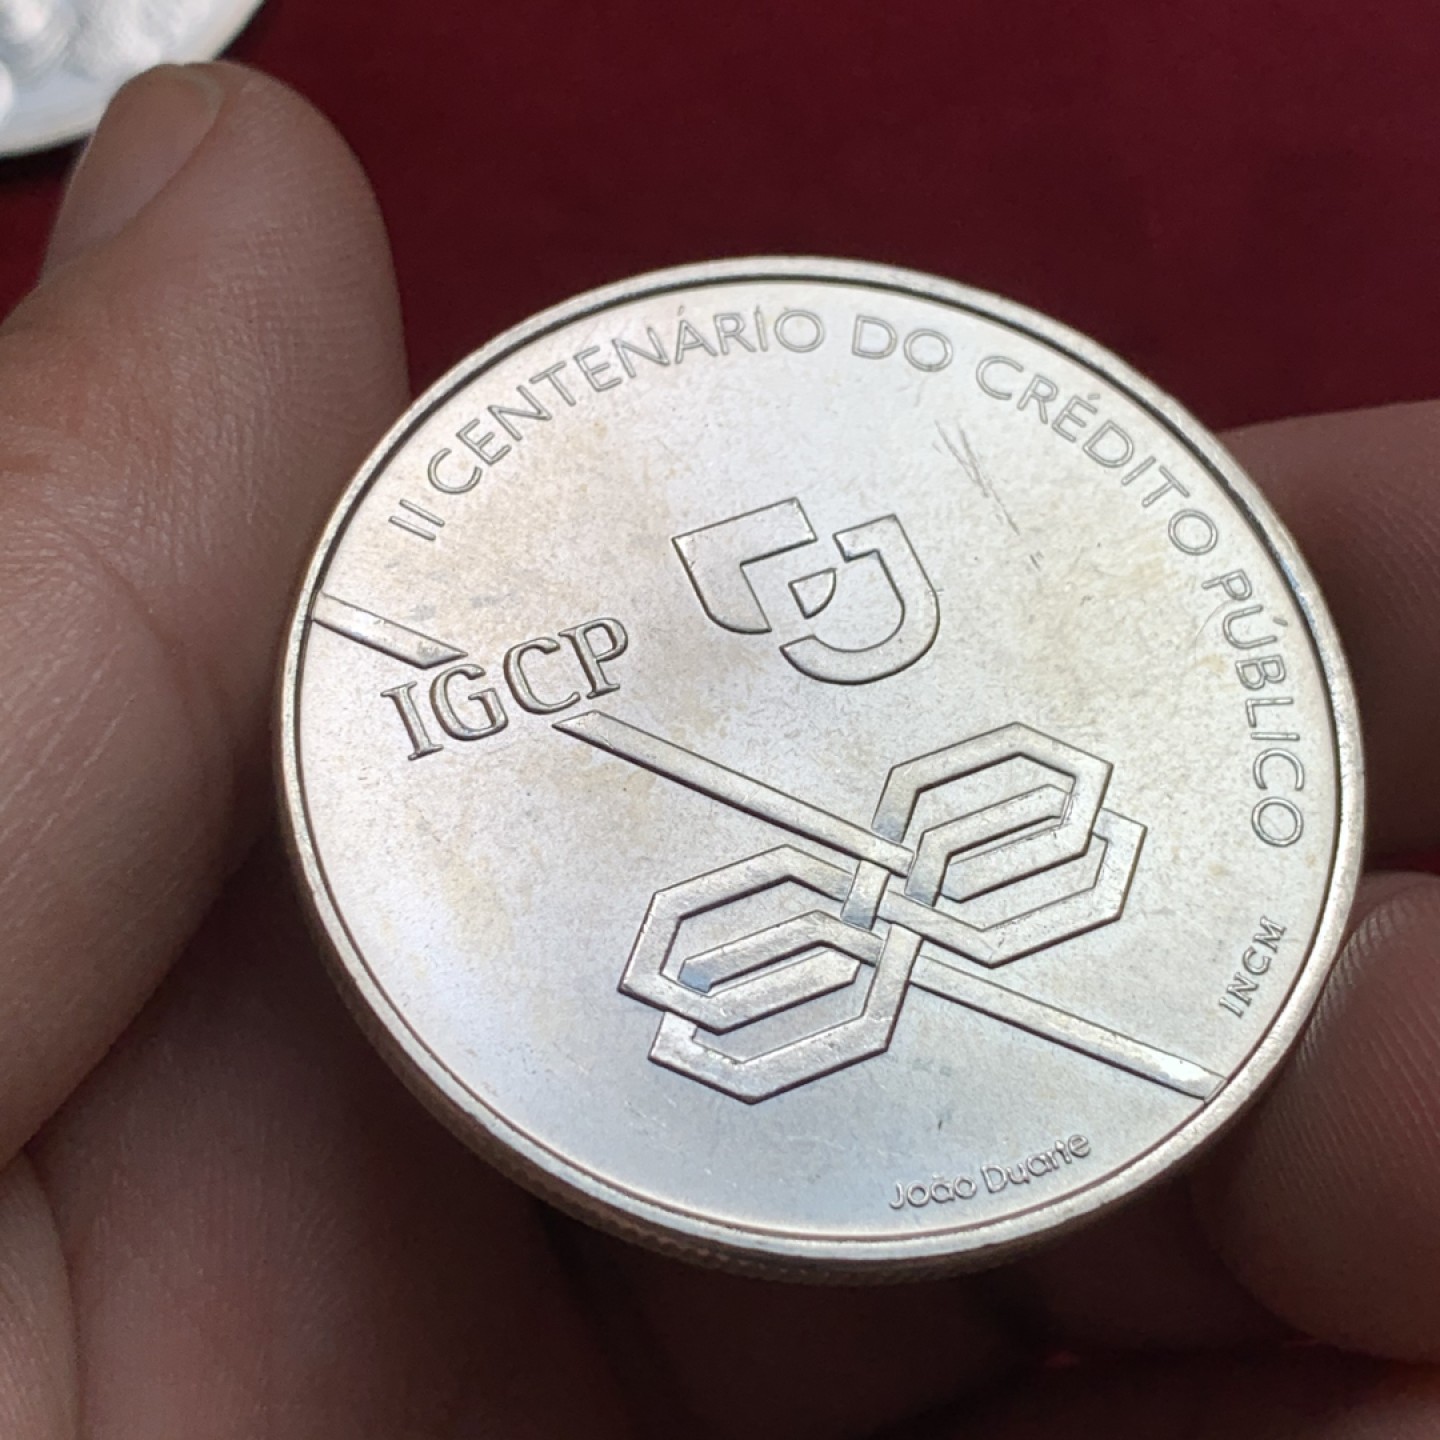 II CENTENÁRIO DO CRÉDITO PÚBLICO
IGCP
INCM
João Duarte